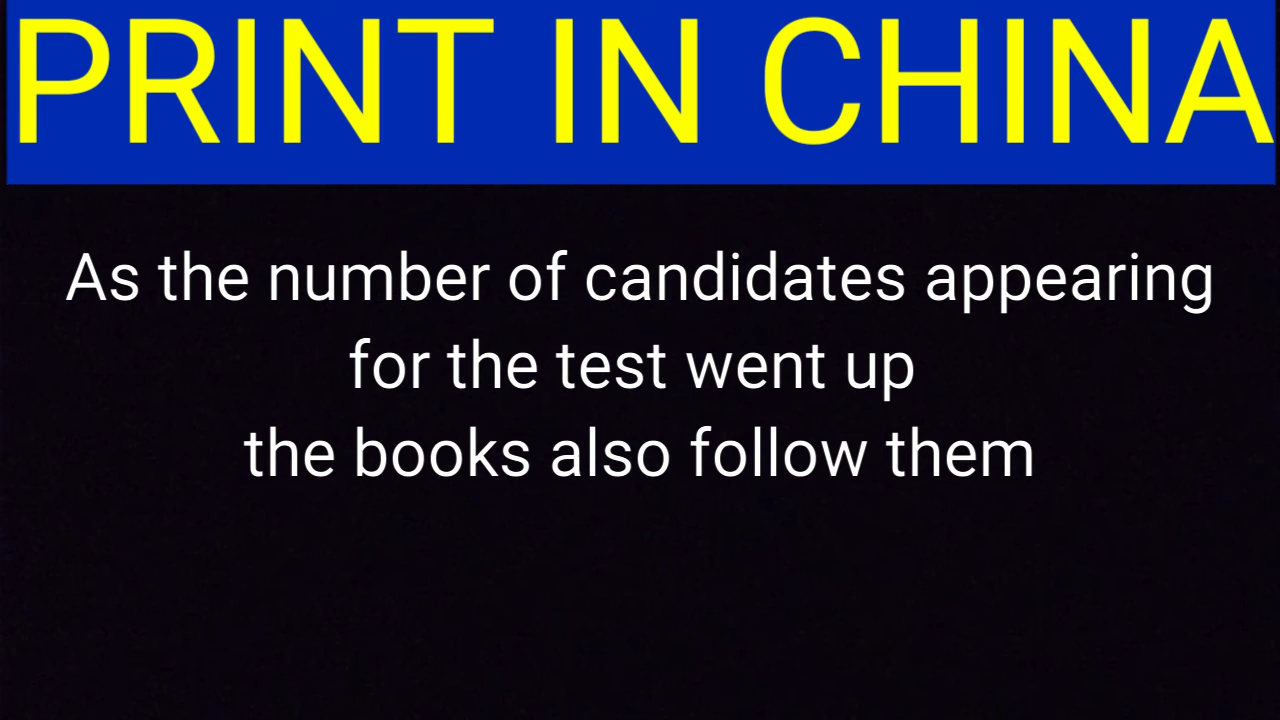 PRINT IN CHINA
As the number of candidates appearing
for the test went up
the books also follow them